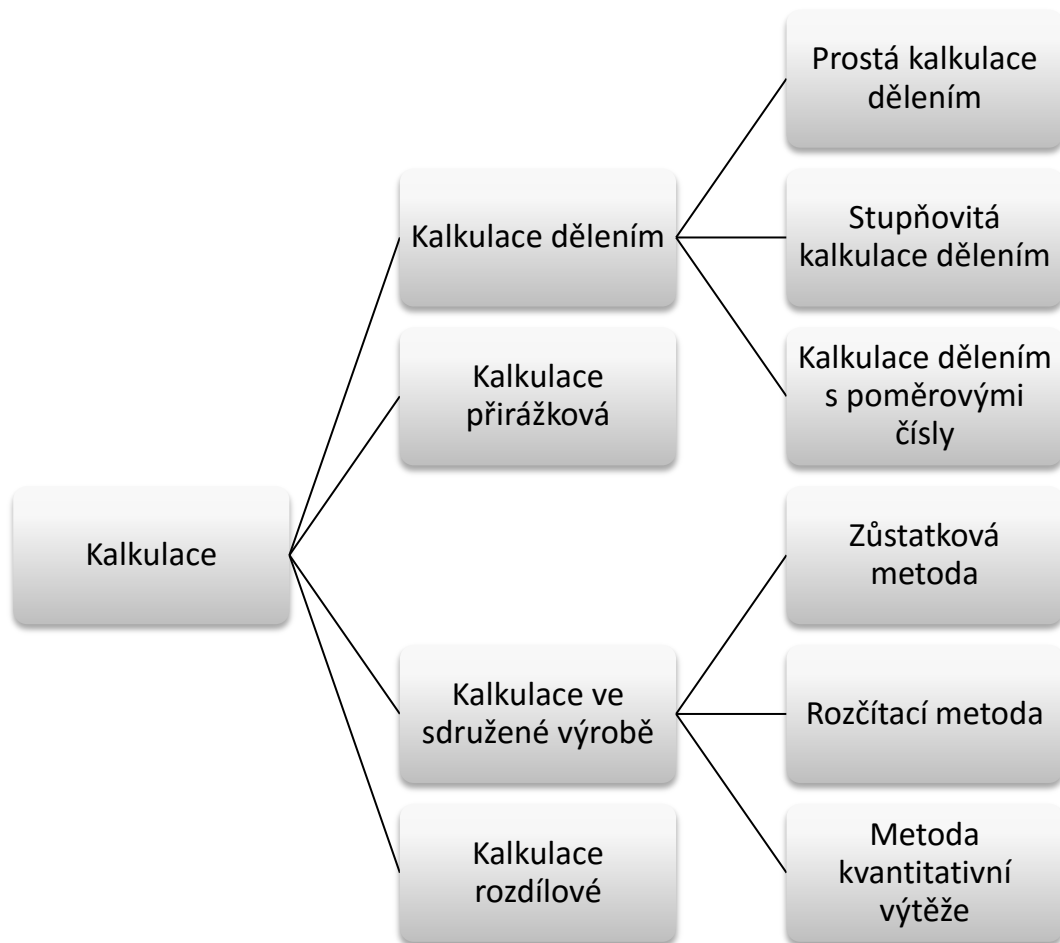 Prostá kalkulace
dělením
Kalkulace dělením
Stupňovitá
kalkulace dělením
Kalkulace
přirážková
Kalkulace dělením
s poměrovými
čísly
Kalkulace
Zůstatková
metoda
Kalkulace ve
sdružené výrobě
Rozčítací metoda
Kalkulace
rozdílové
Metoda
kvantitativní
výtěže